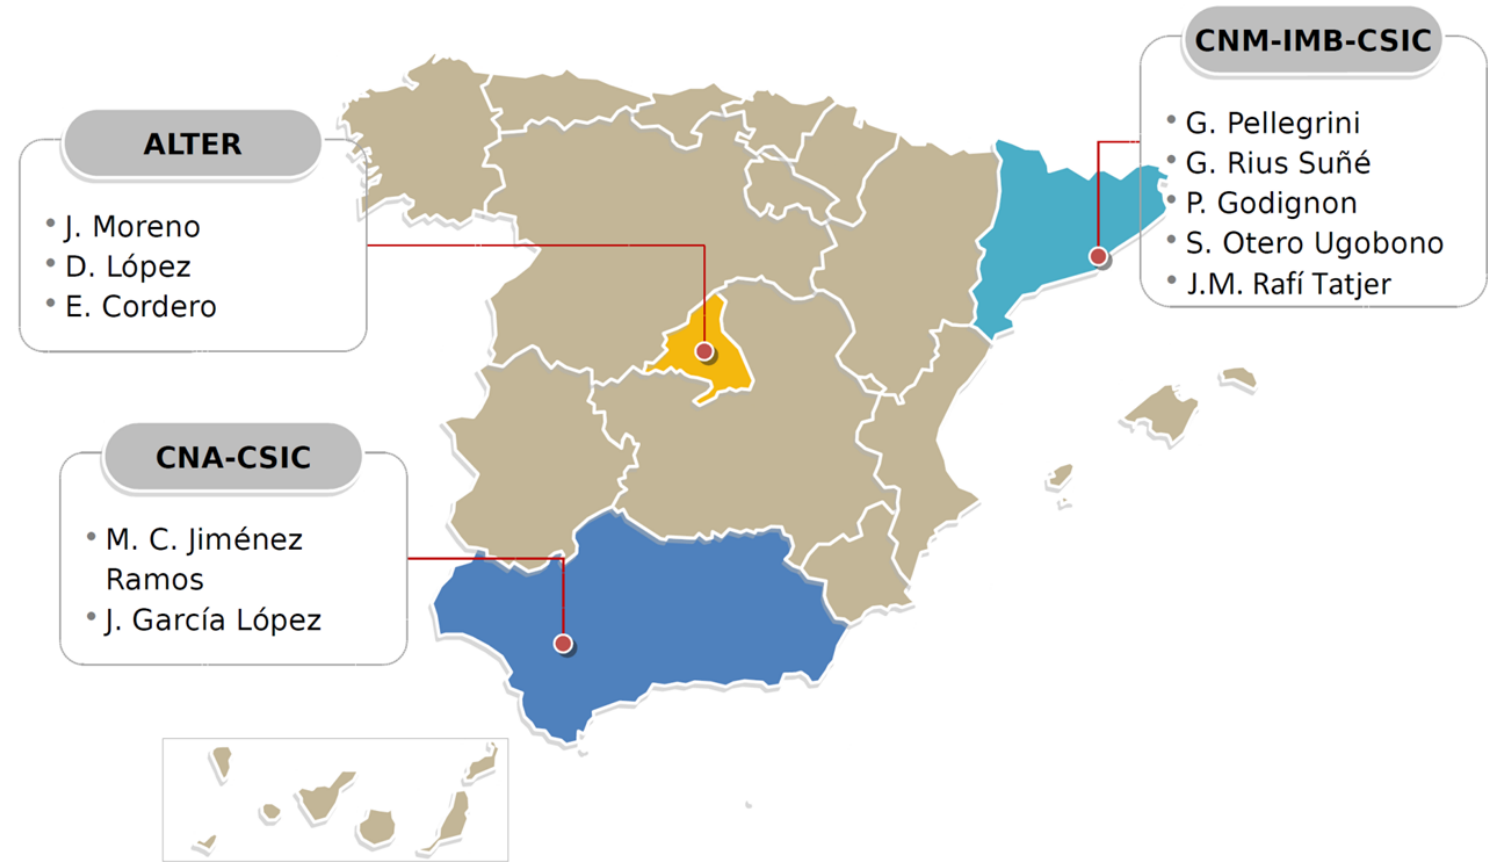 CNM-IMB-CSIC
• G. Pellegrini
• G. Rius Suñé
• P. Godignon
• S. Otero Ugobono
• J.M. Rafí Tatjer
ALTER
• J. Moreno
• D. López
• E. Cordero
CNA-CSIC
• M. C. Jiménez
Ramos
• J. García López